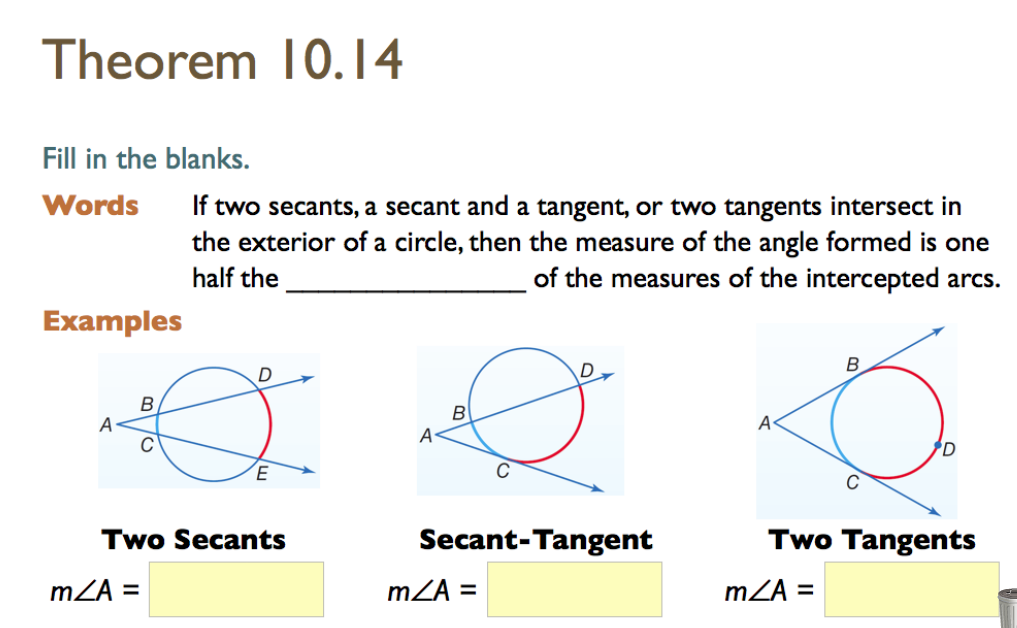 Theorem 10.14
Fill in the blanks.
Words If two secants, a secant and a tangent, or two tangents intersect in
the exterior of a circle, then the measure of the angle formed is one
half the _______________ of the measures of the intercepted arcs.
Examples
A B C D E
A B C D
A B C D
Two Secants Secant-Tangent Two Tangents
m∠A = m∠A = m∠A =